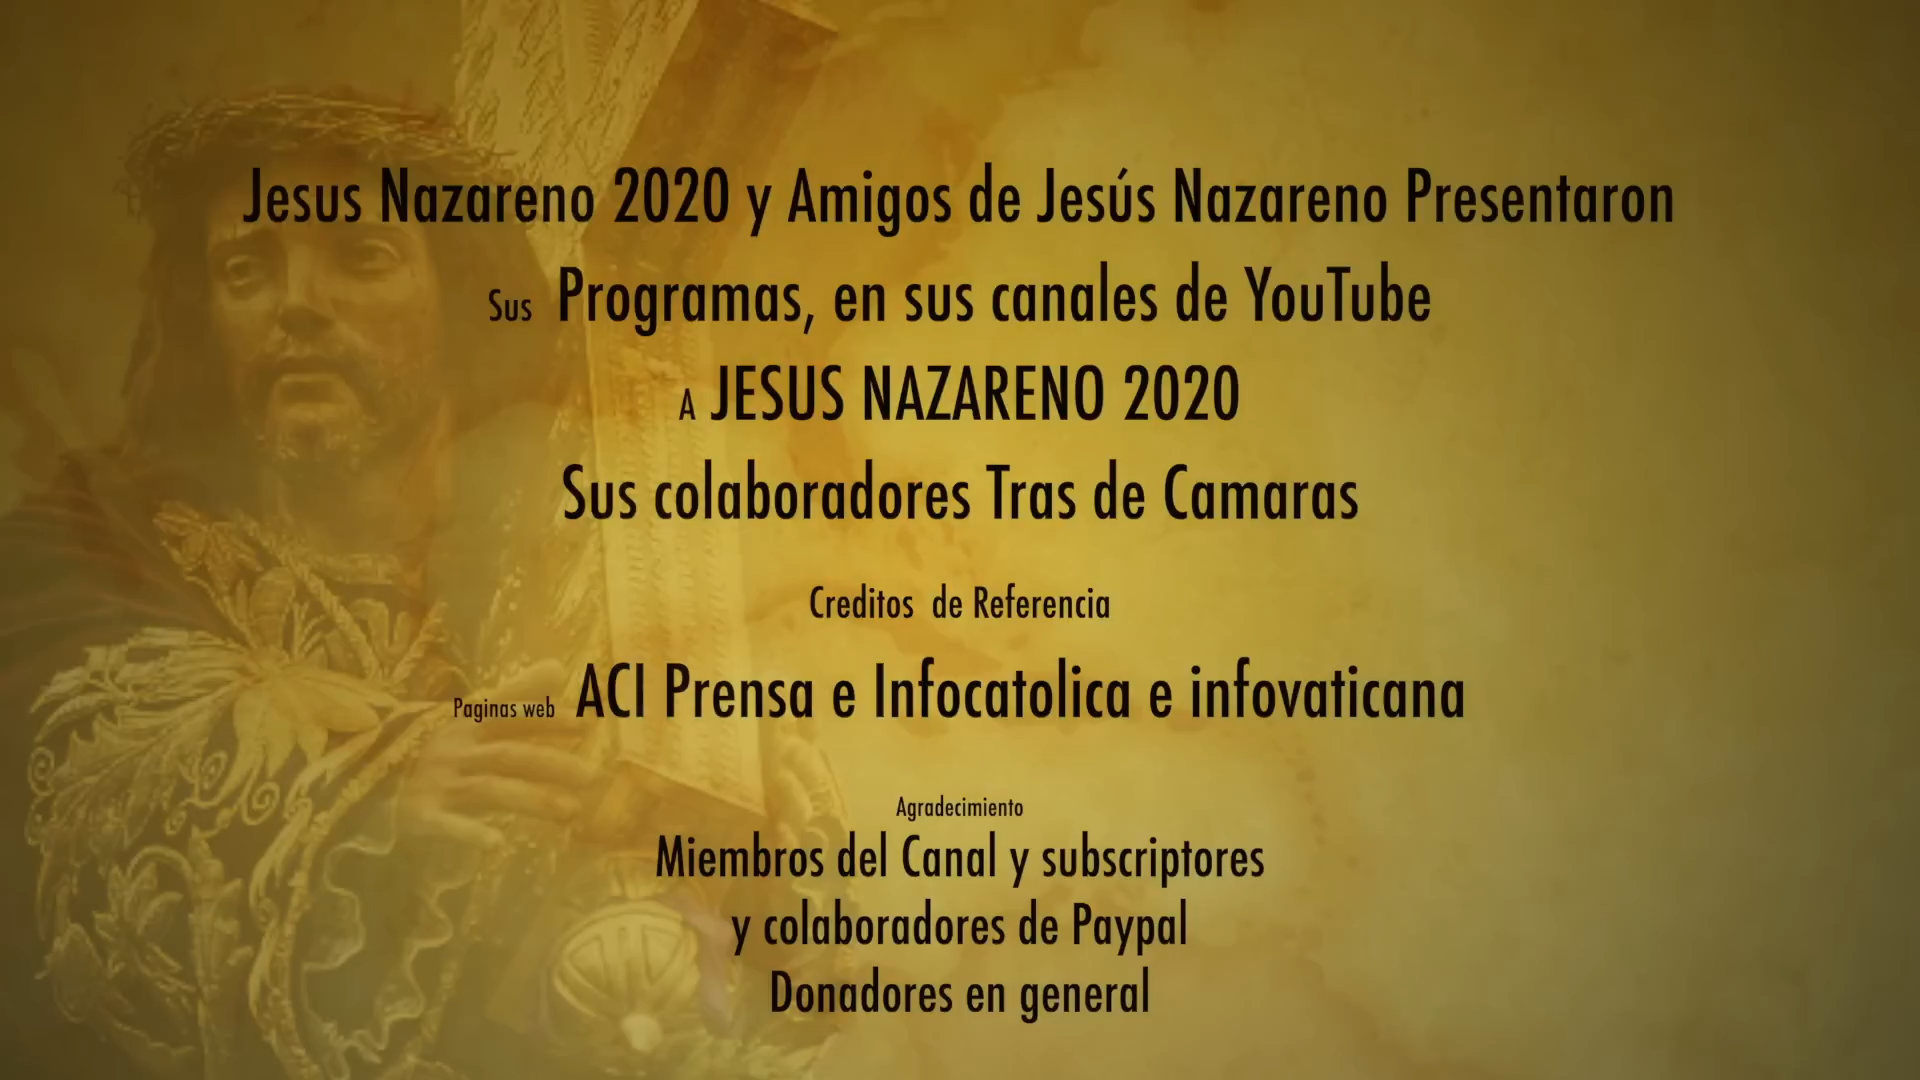 Jesus Nazareno 2020 y Amigos de Jesús Nazareno Presentaron
Sus Programas, en sus canales de YouTube
A JESUS NAZARENO 2020
Sus colaboradores Tras de Camaras
Creditos de Referencia
Paginas web ACI Prensa e Infocatolica e infovaticana
Agradecimiento
Miembros del Canal y subscriptores
y colaboradores de Paypal
Donadores en general